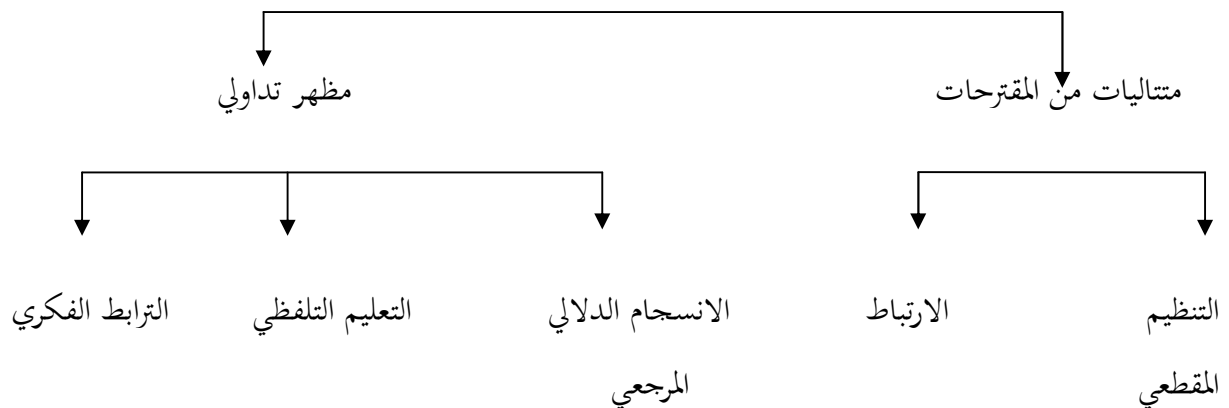 متتاليات من المقترحات
مظهر تداولي
التنظيم المقطعي
الارتباط
الانسجام الدلالي المرجعي
التعليم التلفظي
الترابط الفكري